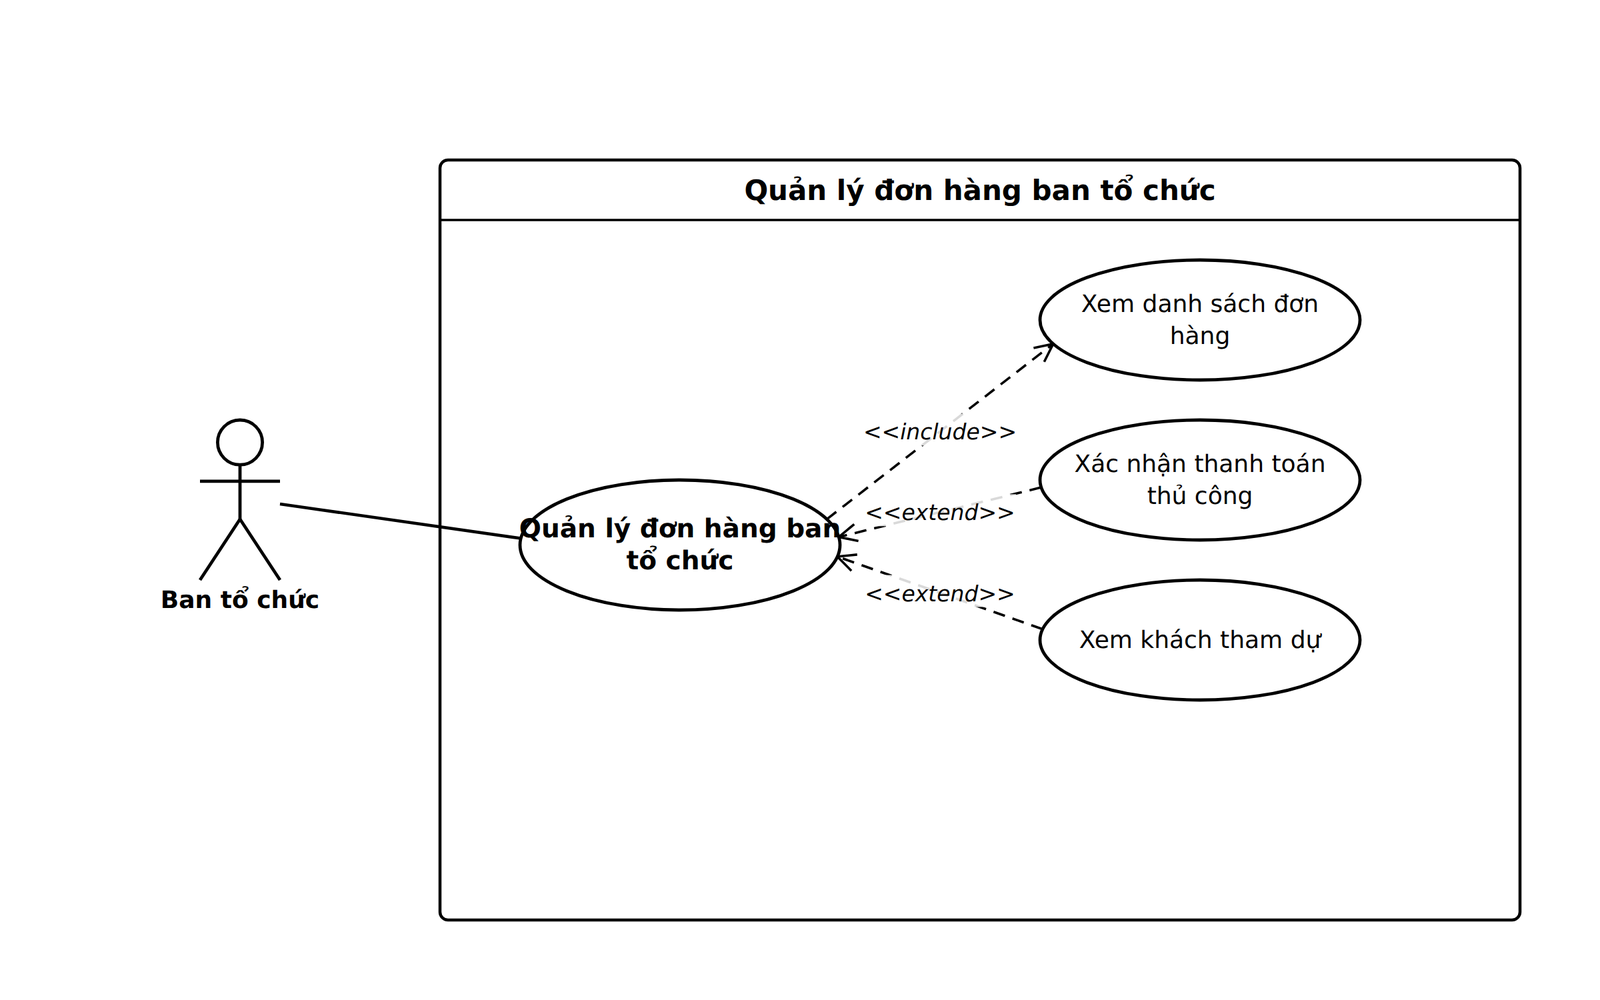 Quản lý đơn hàng ban tổ chức
Xem danh sách đơn
hàng
<<include>>
Xác nhận thanh toán
thủ công
<<extend>>
Quản lý đơn hàng ban
tổ chức
<<extend>>
Ban tổ chức
Xem khách tham dự